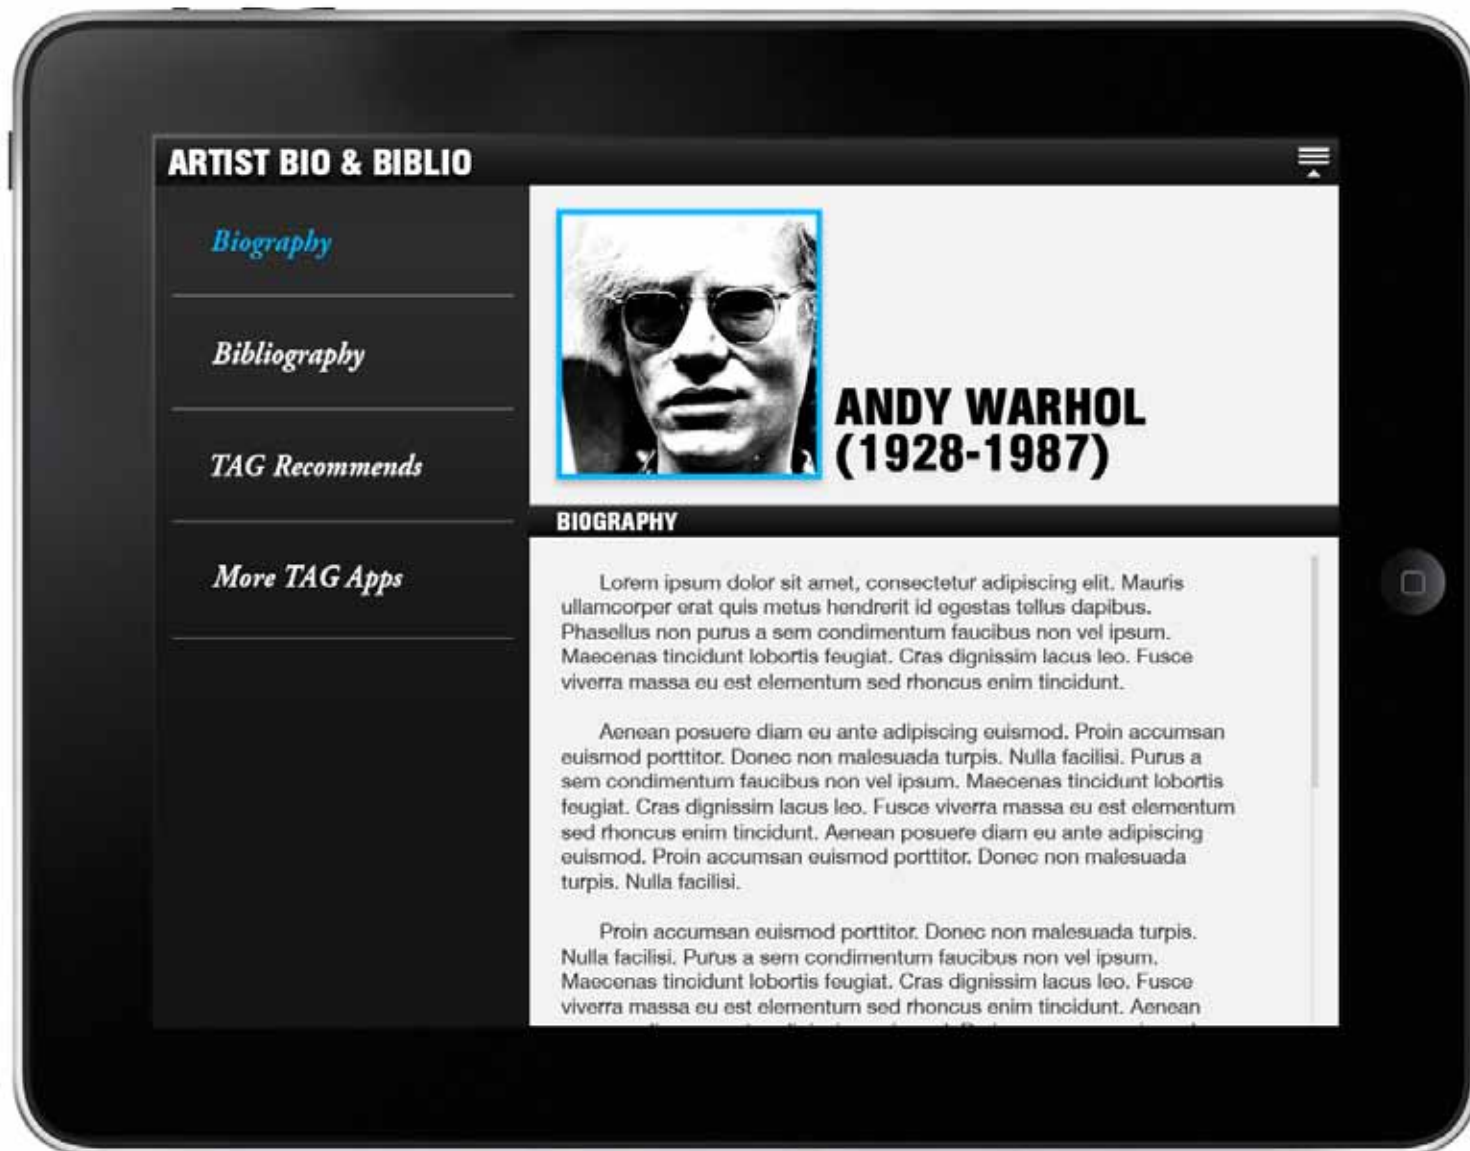 ARTIST BIO & BIBLIO
Biography
Bibliography
TAG Recommends
More TAG Apps
ANDY WARHOL
(1928-1987)
BIOGRAPHY
Lorem ipsum dolor sit amet, consectetur adipiscing elit. Mauris
ullamcorper erat quis metus hendrerit id egestas tellus dapibus.
Phasellus non purus a sem condimentum faucibus non vel ipsum.
Maecenas tincidunt lobortis feugiat. Cras dignissim lacus leo. Fusce
viverra massa eu est elementum sed rhoncus enim tincidunt.
Aenean posuere diam eu ante adipiscing euismod. Proin accumsan
euismod porttitor. Donec non malesuada turpis. Nulla facilisi. Purus a
sem condimentum faucibus non vel ipsum. Maecenas tincidunt lobortis
feugiat. Cras dignissim lacus leo. Fusce viverra massa eu est elementum
sed rhoncus enim tincidunt. Aenean posuere diam eu ante adipiscing
euismod. Proin accumsan euismod porttitor. Donec non malesuada
turpis. Nulla facilisi.
Proin accumsan euismod porttitor. Donec non malesuada turpis.
Nulla facilisi. Purus a sem condimentum faucibus non vel ipsum.
Maecenas tincidunt lobortis feugiat. Cras dignissim lacus leo. Fusce
viverra massa eu est elementum sed rhoncus enim tincidunt. Aenean